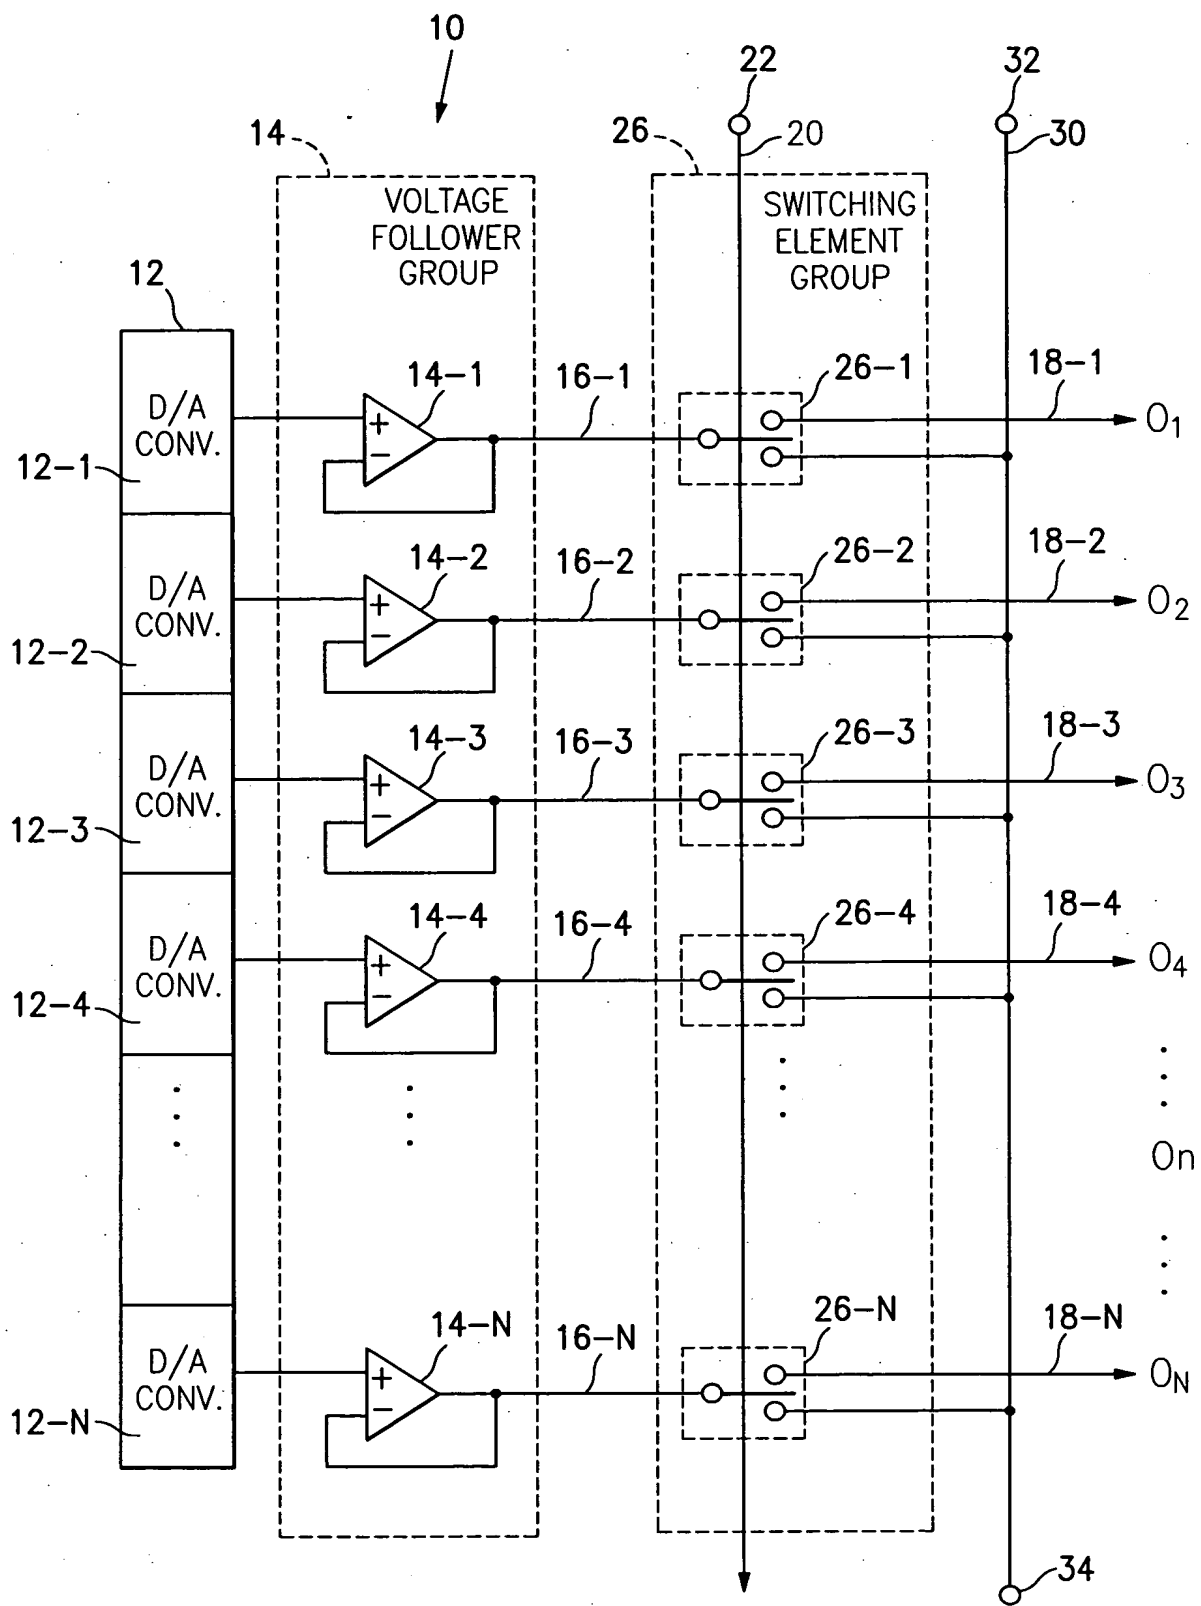 10
22
32
14
26
20
30
VOLTAGE
FOLLOWER
GROUP
SWITCHING
ELEMENT
GROUP
12
D/A
CONV.
12-1
+
−
14-1
16-1
26-1
18-1
O1
D/A
CONV.
12-2
+
−
14-2
16-2
26-2
18-2
O2
D/A
CONV.
12-3
+
−
14-3
16-3
26-3
18-3
O3
D/A
CONV.
12-4
+
−
14-4
16-4
26-4
18-4
O4
On
D/A
CONV.
12-N
+
−
14-N
16-N
26-N
18-N
ON
34